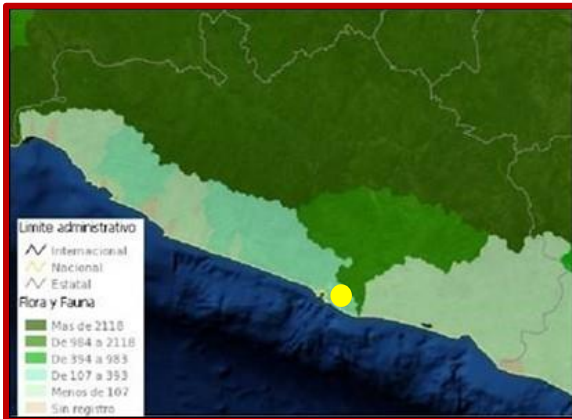 Limite administrativo
Internacional
Nacional
Estatal
Flora y Fauna
Mas de 2118
De 984 a 2118
De 394 a 983
De 107 a 393
Menos de 107
Sin registro